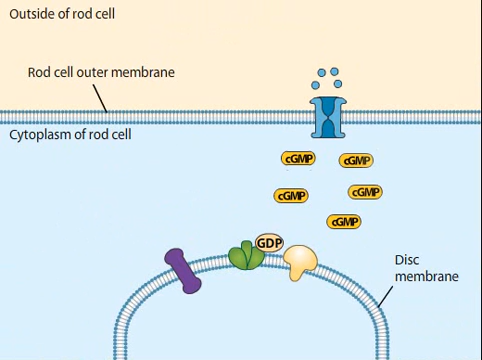 Outside of rod cell
Rod cell outer membrane
Cytoplasm of rod cell
cGMP
cGMP
cGMP
cGMP
cGMP
GDP
Disc
membrane